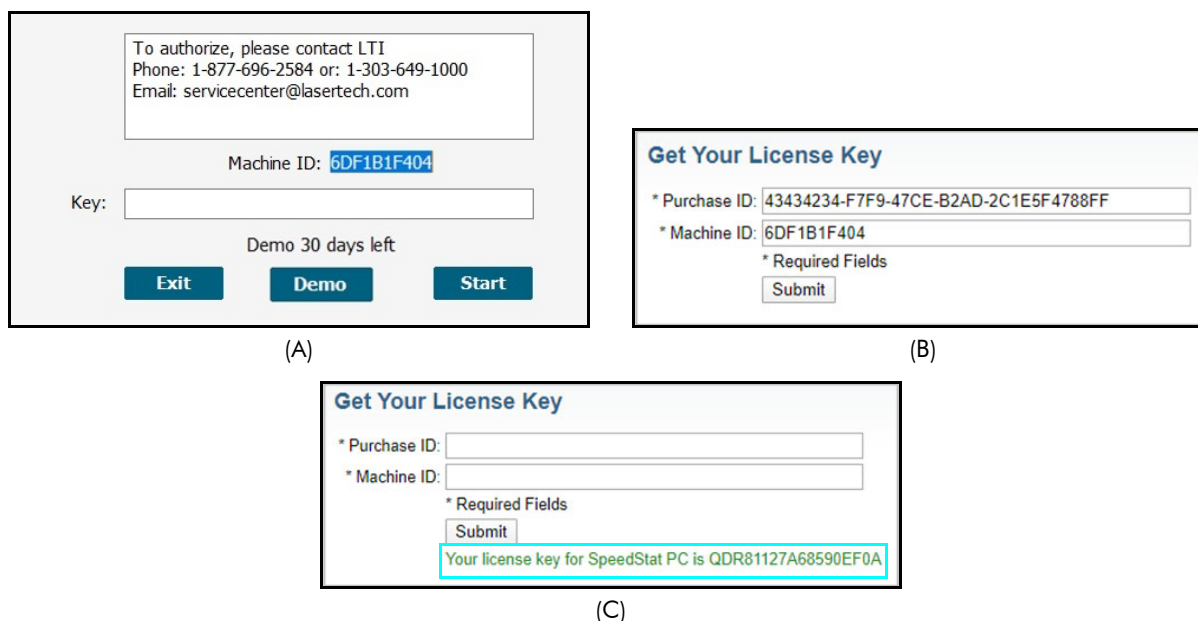 To authorize, please contact LTI
Phone: 1-877-696-2584 or: 1-303-649-1000
Email: servicecenter@lasertech.com
Machine ID: 6DF1B1F404
Key:
Demo 30 days left
Exit Demo Start
(A)
Get Your License Key
* Purchase ID: 43434234-F7F9-47CE-B2AD-2C1E5F4788FF
* Machine ID: 6DF1B1F404
* Required Fields
Submit
(B)
Get Your License Key
* Purchase ID:
* Machine ID:
* Required Fields
Submit
Your license key for SpeedStat PC is QDR81127A68590EF0A
(C)